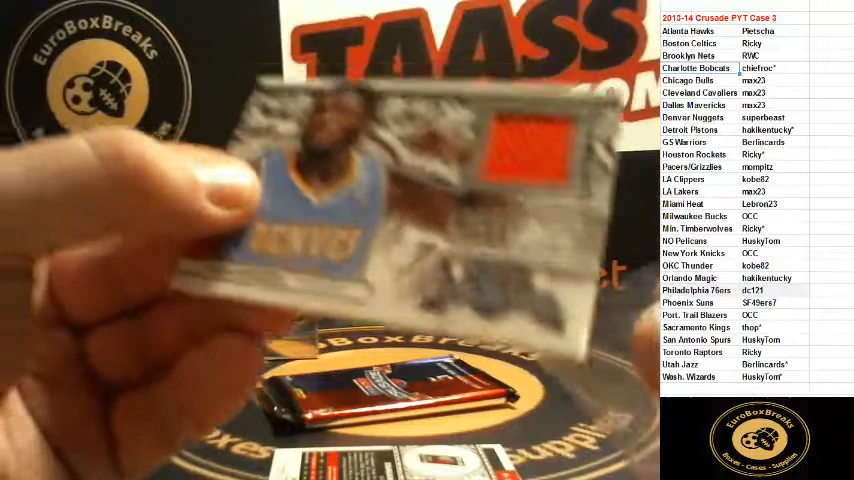 EuroBoxBreaks
TAASS
OM
2013-14 Crusade PYT Case 3
Atlanta Hawks Pietscha
Boston Celtics Ricky
Brooklyn Nets RWC
Charlotte Bobcats chiefroc*
Chicago Bulls max23
Cleveland Cavaliers max23
Dallas Mavericks max23
Denver Nuggets superbeast
Detroit Pistons hakikentucky*
GS Warriors Berlincards
Houston Rockets Ricky*
Pacers/Grizzlies mompitz
LA Clippers kobe82
LA Lakers max23
Miami Heat Lebron23
Milwaukee Bucks OCC
Min. Timberwolves Ricky*
NO Pelicans HuskyTom
New York Knicks OCC
OKC Thunder kobe82
Orlando Magic hakikentucky
Philadelphia 76ers dc121
Phoenix Suns SF49ers7
Port. Trail Blazers OCC
Sacramento Kings thop*
San Antonio Spurs HuskyTom
Toronto Raptors Ricky
Utah Jazz Berlincards*
Wash. Wizards HuskyTom*
DENVER
et
oBoxBreaks
oxes
EuroBoxBreaks
Boxes - Cases - Supplies